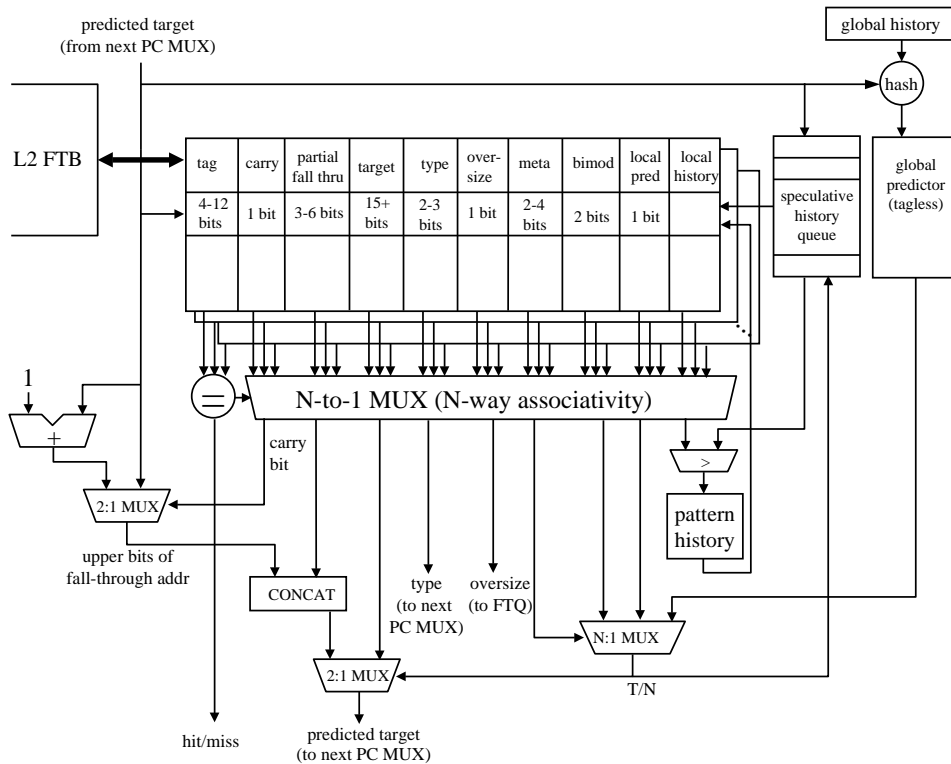 predicted target
(from next PC MUX)
global history
hash
L2 FTB
tag
carry
partial
fall thru
target
type
over-
size
meta
bimod
local
pred
local
history
4-12
bits
1 bit
3-6 bits
15+
bits
2-3
bits
1 bit
2-4
bits
2 bits
1 bit
speculative
history
queue
global
predictor
(tagless)
1
+
=
N-to-1 MUX (N-way associativity)
carry
bit
>
2:1 MUX
pattern
history
upper bits of
fall-through addr
CONCAT
type
(to next
PC MUX)
oversize
(to FTQ)
N:1 MUX
2:1 MUX
T/N
hit/miss
predicted target
(to next PC MUX)